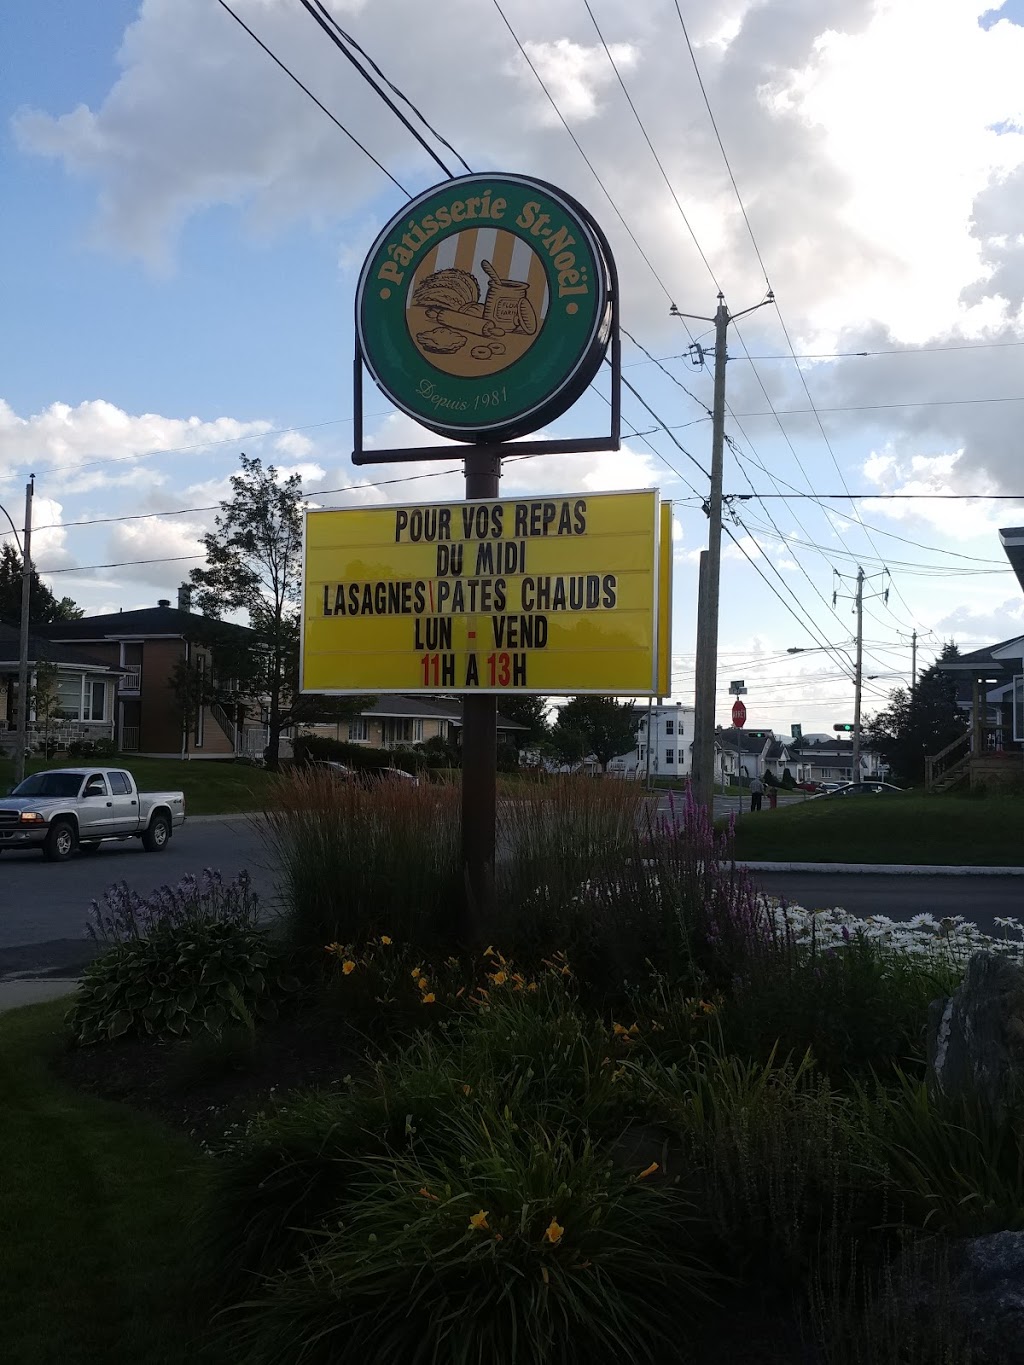 Pâtisserie St-Noël
Depuis 1981
POUR VOS REPAS
DU MIDI
LASAGNES\PATES CHAUDS
LUN - VEND
11H A 13H